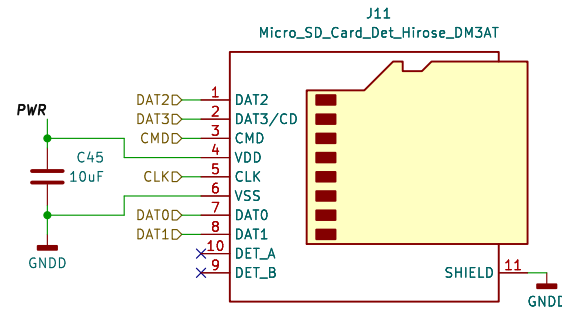 J11
Micro_SD_Card_Det_Hirose_DM3AT
PWR
C45
10uF
GNDD
DAT2 1 DAT2
DAT3 2 DAT3/CD
CMD 3 CMD
4 VDD
CLK 5 CLK
6 VSS
DAT0 7 DAT0
DAT1 8 DAT1
10 DET_A
9 DET_B
SHIELD 11
GNDD